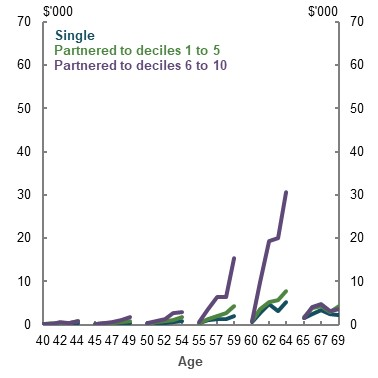 $'000 $'000
70 70
Single
Partnered to deciles 1 to 5
60 60
Partnered to deciles 6 to 10
50 50
40 40
30 30
20 20
10 10
0 0
40 42 44 45 47 49 50 52 54 55 57 59 60 62 64 65 67 69
Age